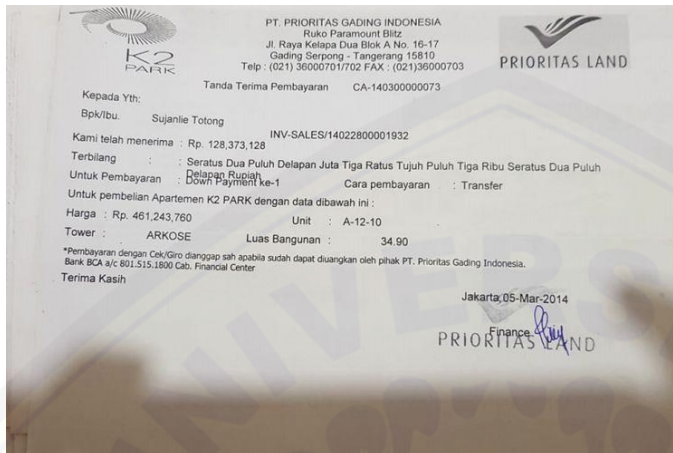 K2
PARK
PT. PRIORITAS GADING INDONESIA
Ruko Paramount Blitz
Jl. Raya Kelapa Dua Blok A No. 16-17
Gading Serpong - Tangerang 15810
Telp : (021) 36000701/702 FAX : (021)36000703
PRIORITAS LAND
Tanda Terima Pembayaran CA-140300000073
Kepada Yth:
Bpk/Ibu. Sujanlie Totong
INV-SALES/14022800001932
Kami telah menerima : Rp. 128,373,128
Terbilang : : Seratus Dua Puluh Delapan Juta Tiga Ratus Tujuh Puluh Tiga Ribu Seratus Dua Puluh
Delapan Rupiah
Untuk Pembayaran : Down Payment ke-1 Cara pembayaran : Transfer
Untuk pembelian Apartemen K2 PARK dengan data dibawah ini :
Harga : Rp. 461,243,760 Unit : A-12-10
Tower : ARKOSE Luas Bangunan : 34.90
*Pembayaran dengan Cek/Giro dianggap sah apabila sudah dapat diuangkan oleh pihak PT. Prioritas Gading Indonesia.
Bank BCA a/c 801.515.1800 Cab. Financial Center
Terima Kasih
Jakarta,05-Mar-2014
Finance
PRIORITAS LAND
UNIVERS